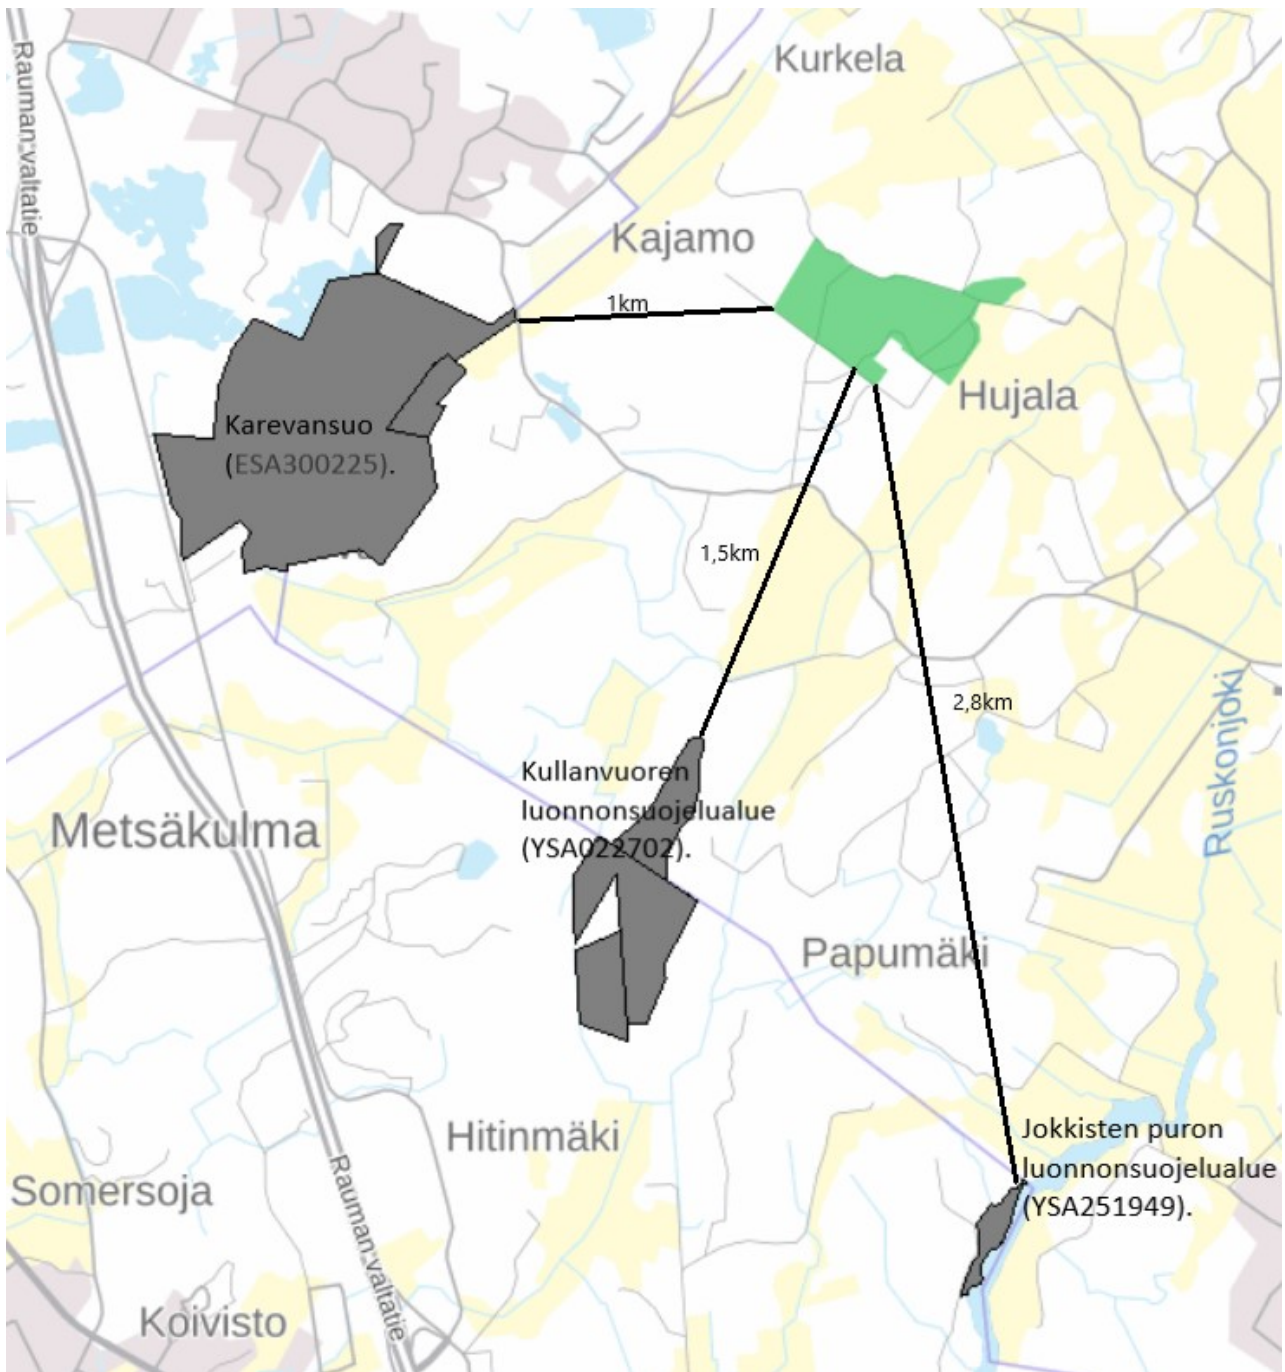 Kurkela
Rauman valtatie
Kajamo
1km
Hujala
Karevansuo
(ESA300225).
1,5km
2,8km
Ruskonjoki
Kullanvuoren
luonnonsuojelualue
(YSA022702).
Metsäkulma
Papumäki
Hitinmäki
Jokkisten puron
luonnonsuojelualue
(YSA251949).
Somersoja
Rauman valtatie
Koivisto